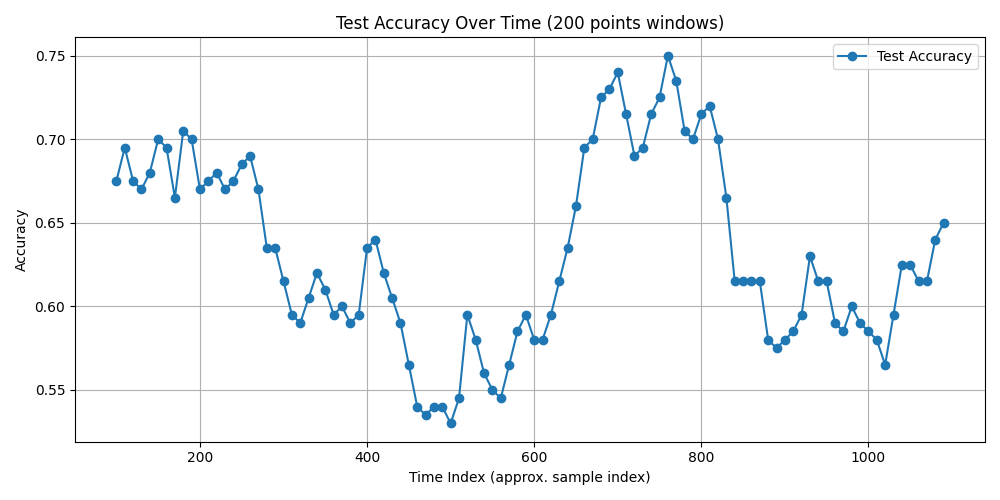 Test Accuracy Over Time (200 points windows)
Test Accuracy
Accuracy
0.75
0.70
0.65
0.60
0.55
200 400 600 800 1000
Time Index (approx. sample index)